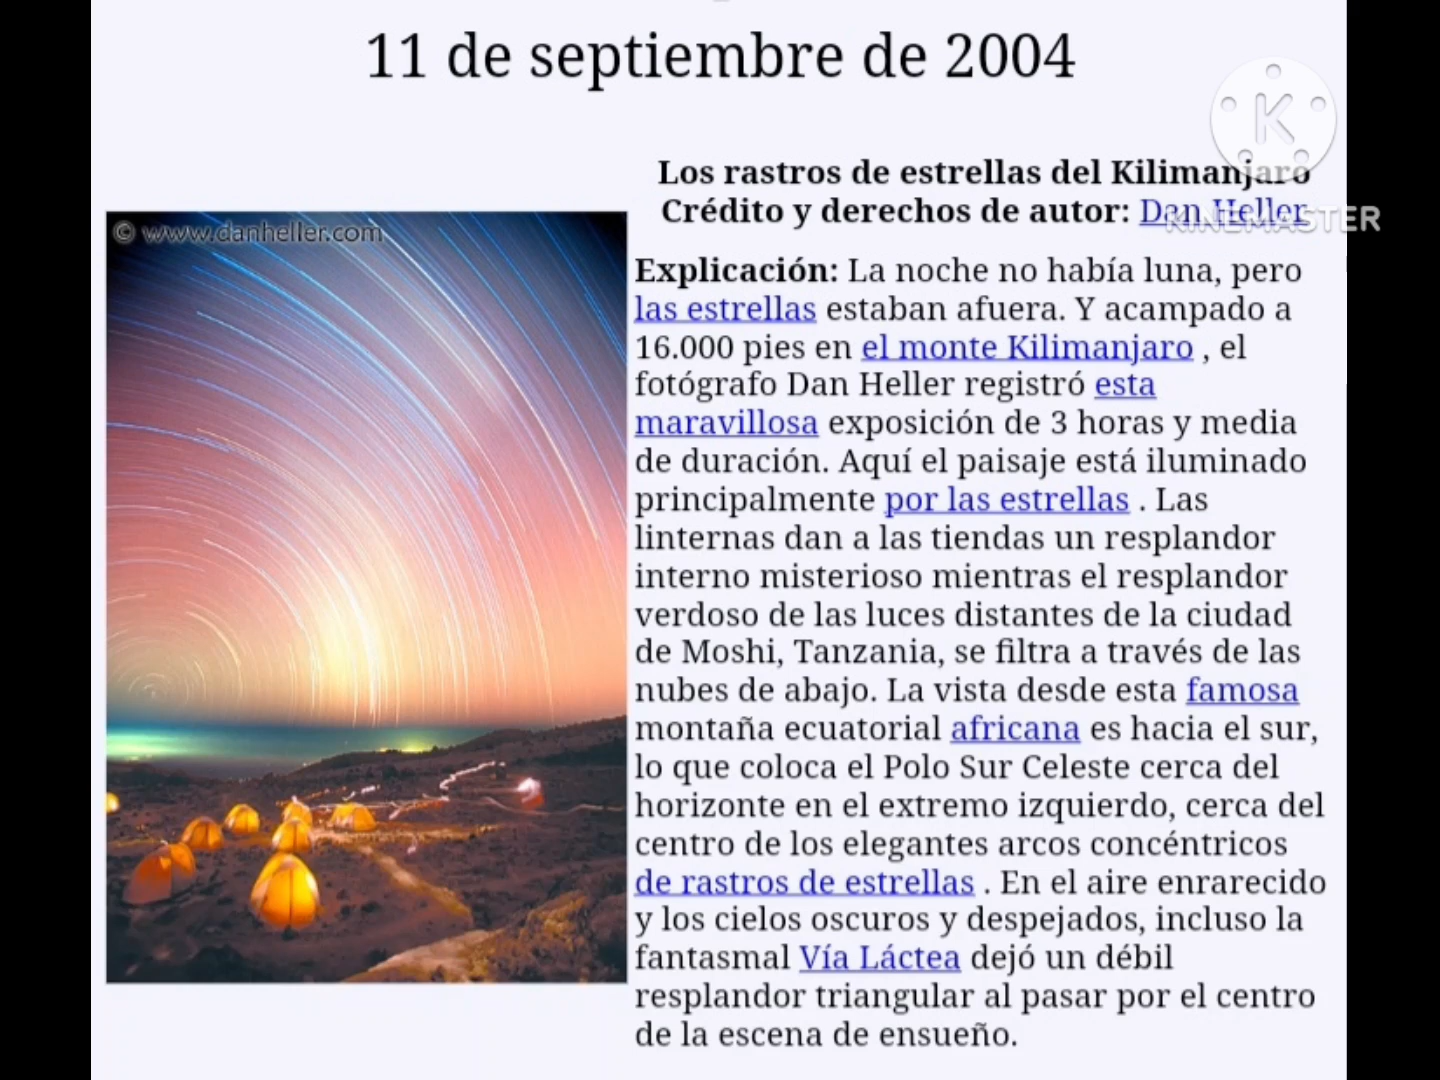 11 de septiembre de 2004
K
KINEMASTER
Los rastros de estrellas del Kilimanjaro
Crédito y derechos de autor: Dan Heller
© www.danheller.com
Explicación: La noche no había luna, pero
las estrellas estaban afuera. Y acampado a
16.000 pies en el monte Kilimanjaro , el
fotógrafo Dan Heller registró esta
maravillosa exposición de 3 horas y media
de duración. Aquí el paisaje está iluminado
principalmente por las estrellas . Las
linternas dan a las tiendas un resplandor
interno misterioso mientras el resplandor
verdoso de las luces distantes de la ciudad
de Moshi, Tanzania, se filtra a través de las
nubes de abajo. La vista desde esta famosa
montaña ecuatorial africana es hacia el sur,
lo que coloca el Polo Sur Celeste cerca del
horizonte en el extremo izquierdo, cerca del
centro de los elegantes arcos concéntricos
de rastros de estrellas . En el aire enrarecido
y los cielos oscuros y despejados, incluso la
fantasmal Vía Láctea dejó un débil
resplandor triangular al pasar por el centro
de la escena de ensueño.